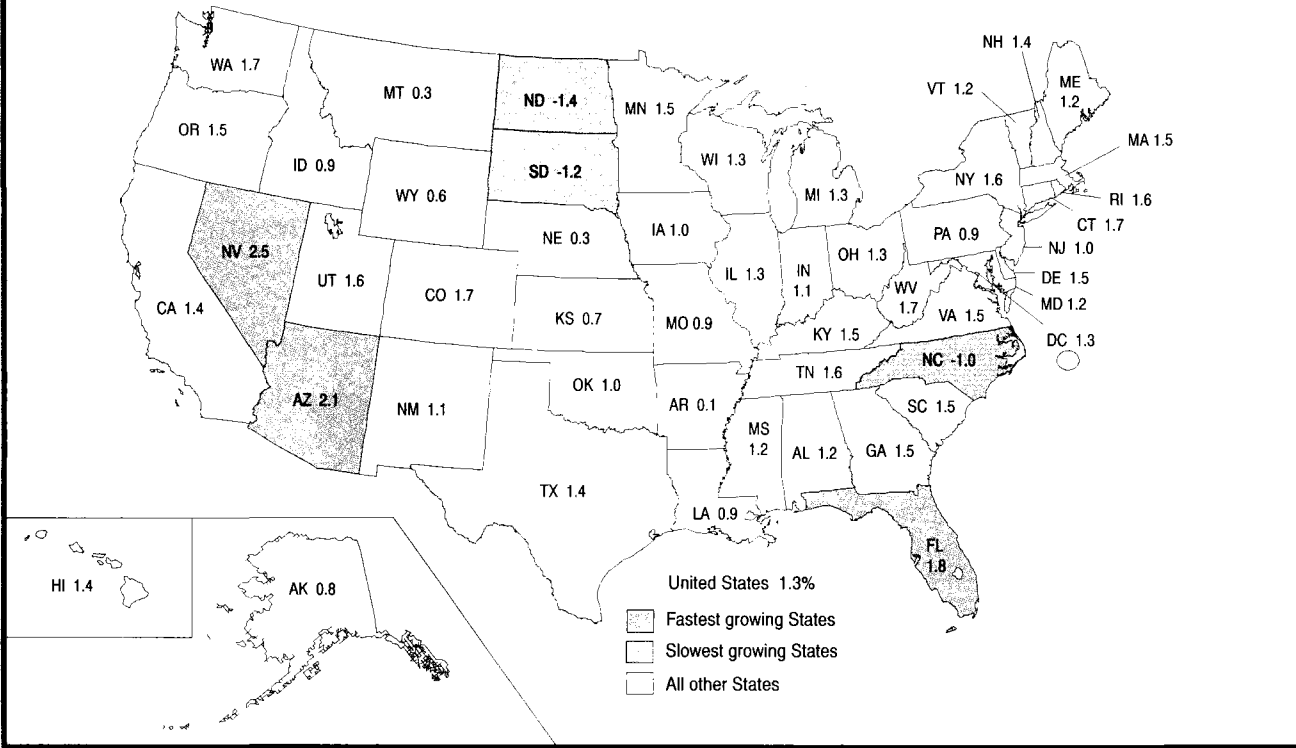 NH 1.4
WA 1.7
MT 0.3
ND -1.4
MN 1.5
VT 1.2
ME
1.2
OR 1.5
ID 0.9
SD -1.2
WI 1.3
MI 1.3
NY 1.6
MA 1.5
WY 0.6
RI 1.6
IA 1.0
CT 1.7
NE 0.3
PA 0.9
NJ 1.0
NV 2.5
UT 1.6
CO 1.7
IL 1.3
IN
1.1
OH 1.3
DE 1.5
WV
1.7
MD 1.2
CA 1.4
KS 0.7
MO 0.9
KY 1.5
VA 1.5
DC 1.3
NC -1.0
TN 1.6
AZ 2.1
NM 1.1
OK 1.0
AR 0.1
SC 1.5
MS
1.2
AL 1.2
GA 1.5
TX 1.4
LA 0.9
FL
1.8
HI 1.4
AK 0.8
United States 1.3%
Fastest growing States
Slowest growing States
All other States